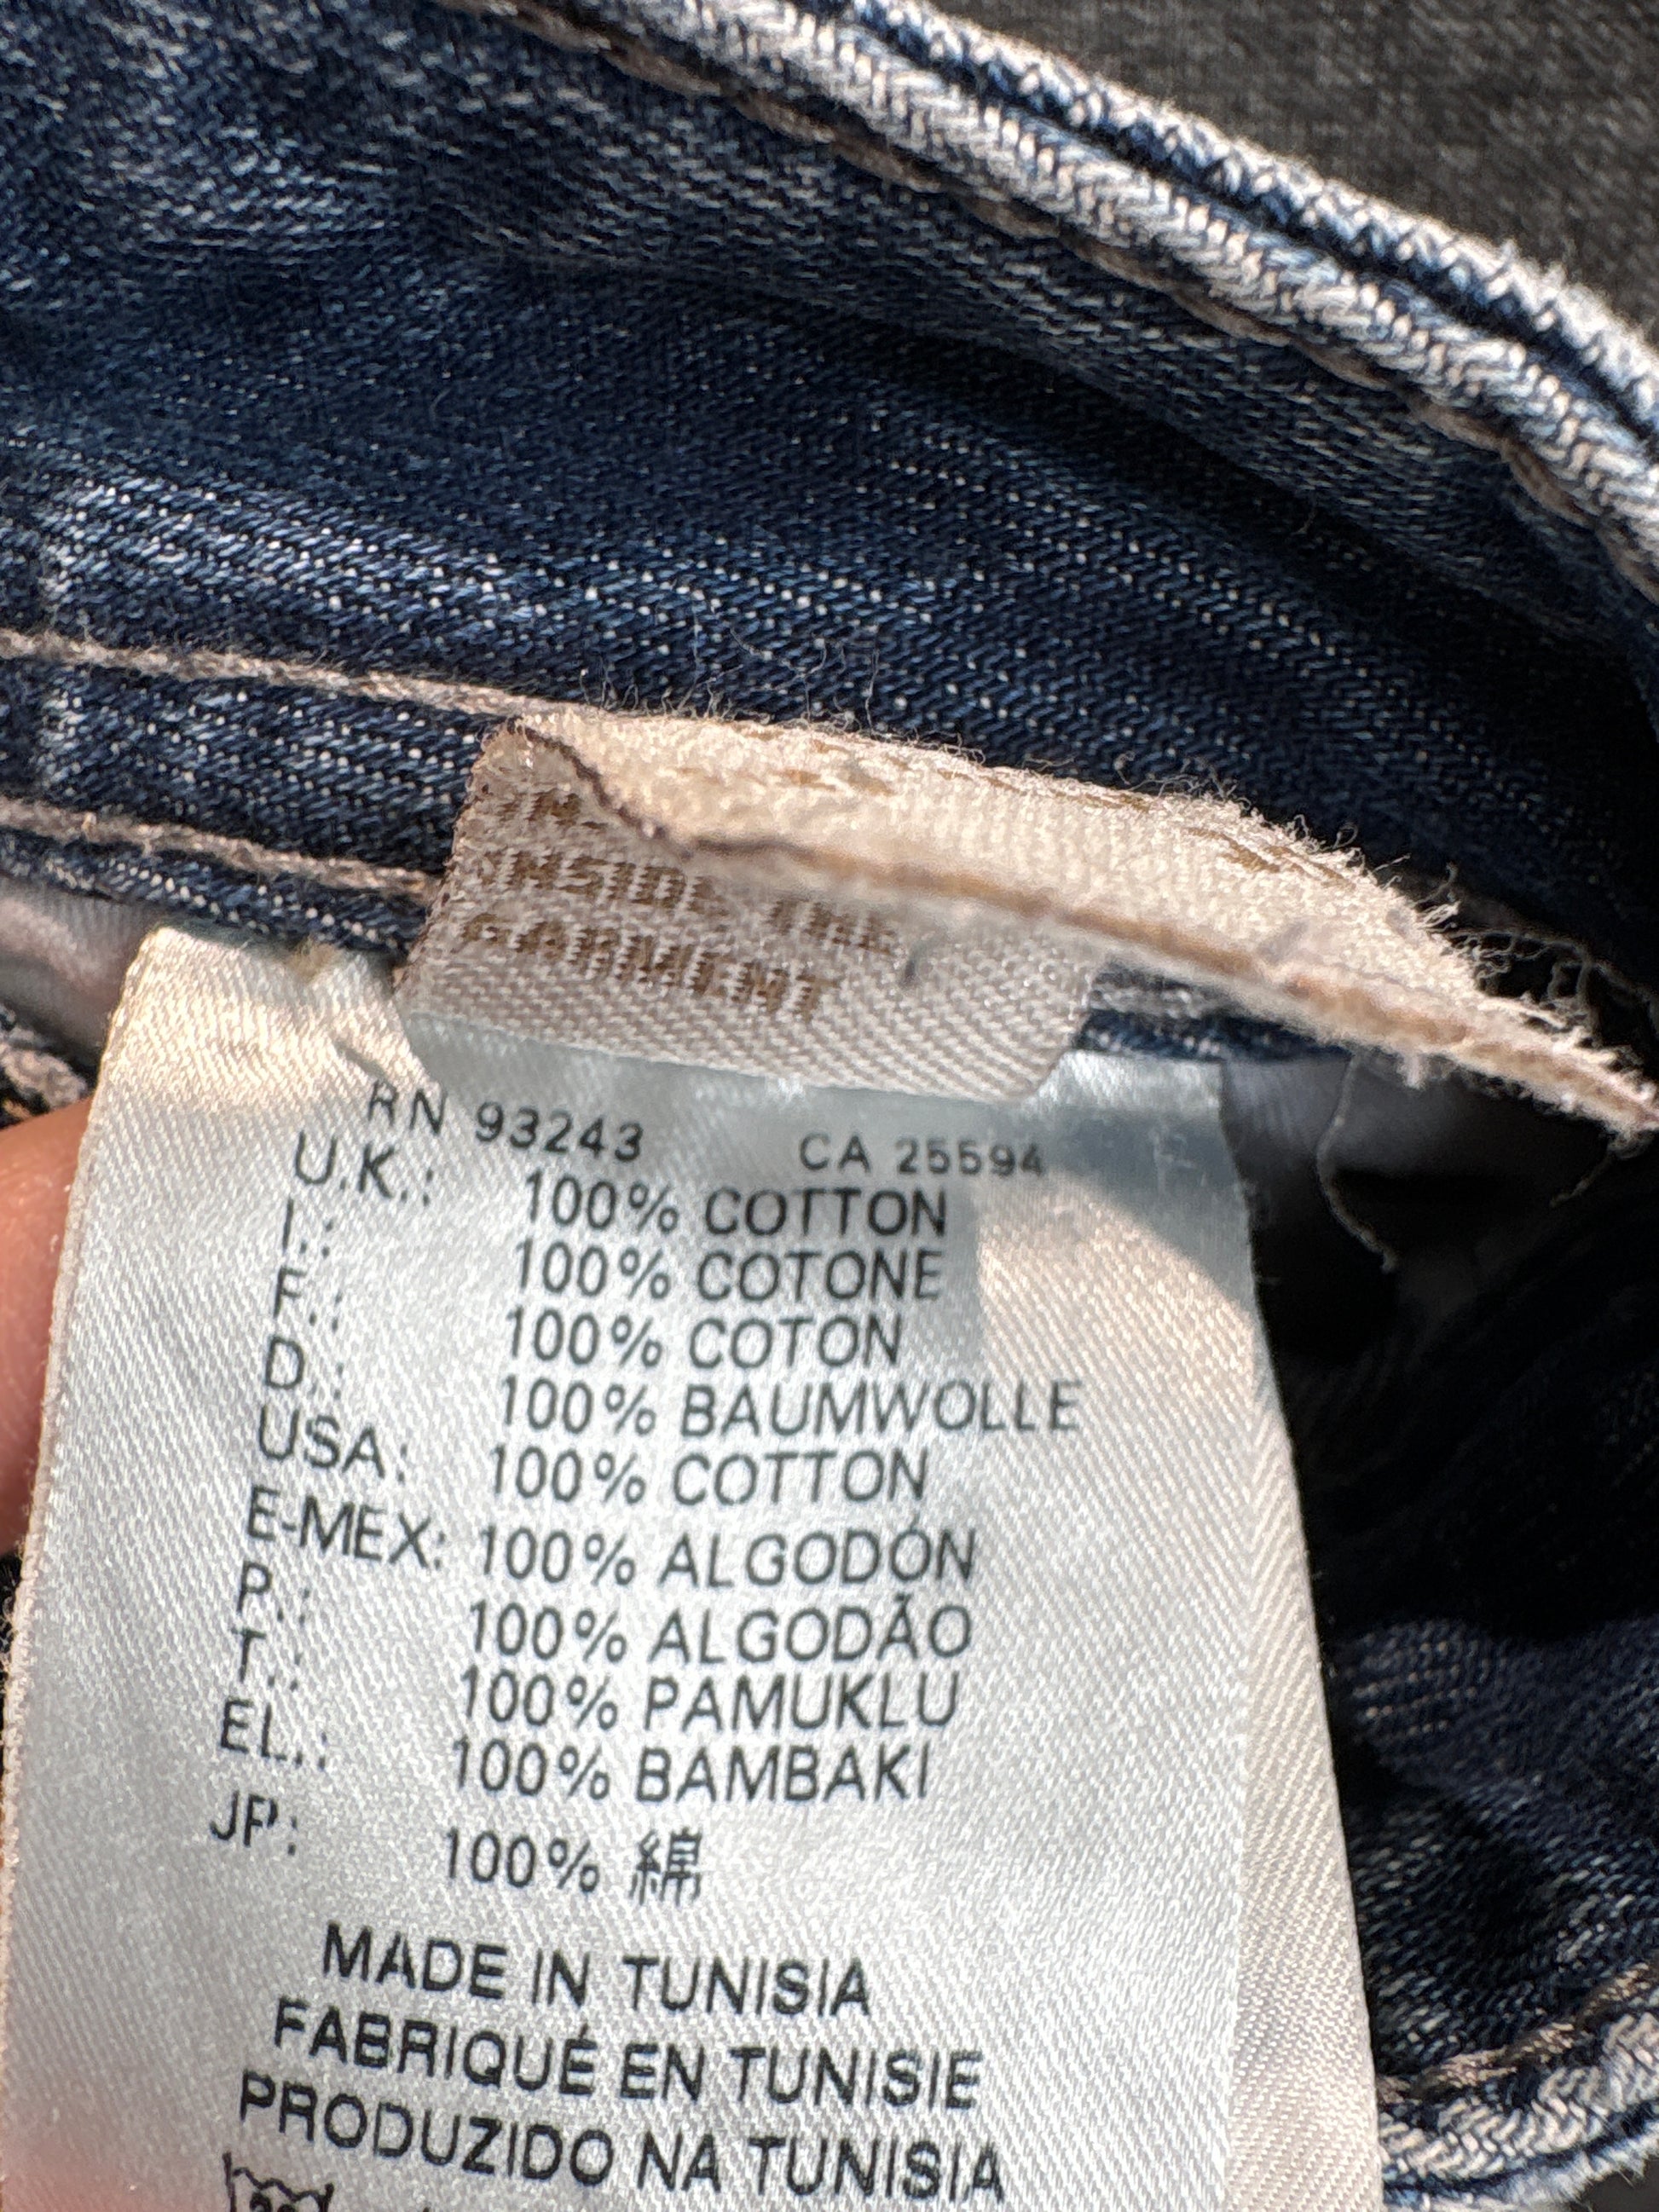 INSIDE THE
GARMENT
RN 93243 CA 25594
U.K.: 100% COTTON
I.: 100% COTONE
F.: 100% COTON
D.: 100% BAUMWOLLE
USA: 100% COTTON
E-MEX: 100% ALGODÓN
P.: 100% ALGODÃO
T.: 100% PAMUKLU
EL.: 100% BAMBAKI
JP: 100% 綿
MADE IN TUNISIA
FABRIQUÉ EN TUNISIE
PRODUZIDO NA TUNISIA